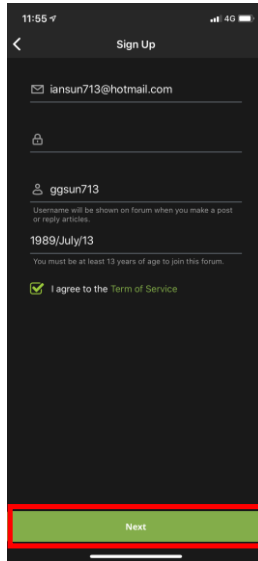 11:55
4G
Sign Up
iansun713@hotmail.com
ggsun713
Username will be shown on forum when you make a post
or reply articles.
1989/July/13
You must be at least 13 years of age to join this forum.
I agree to the Term of Service
Next